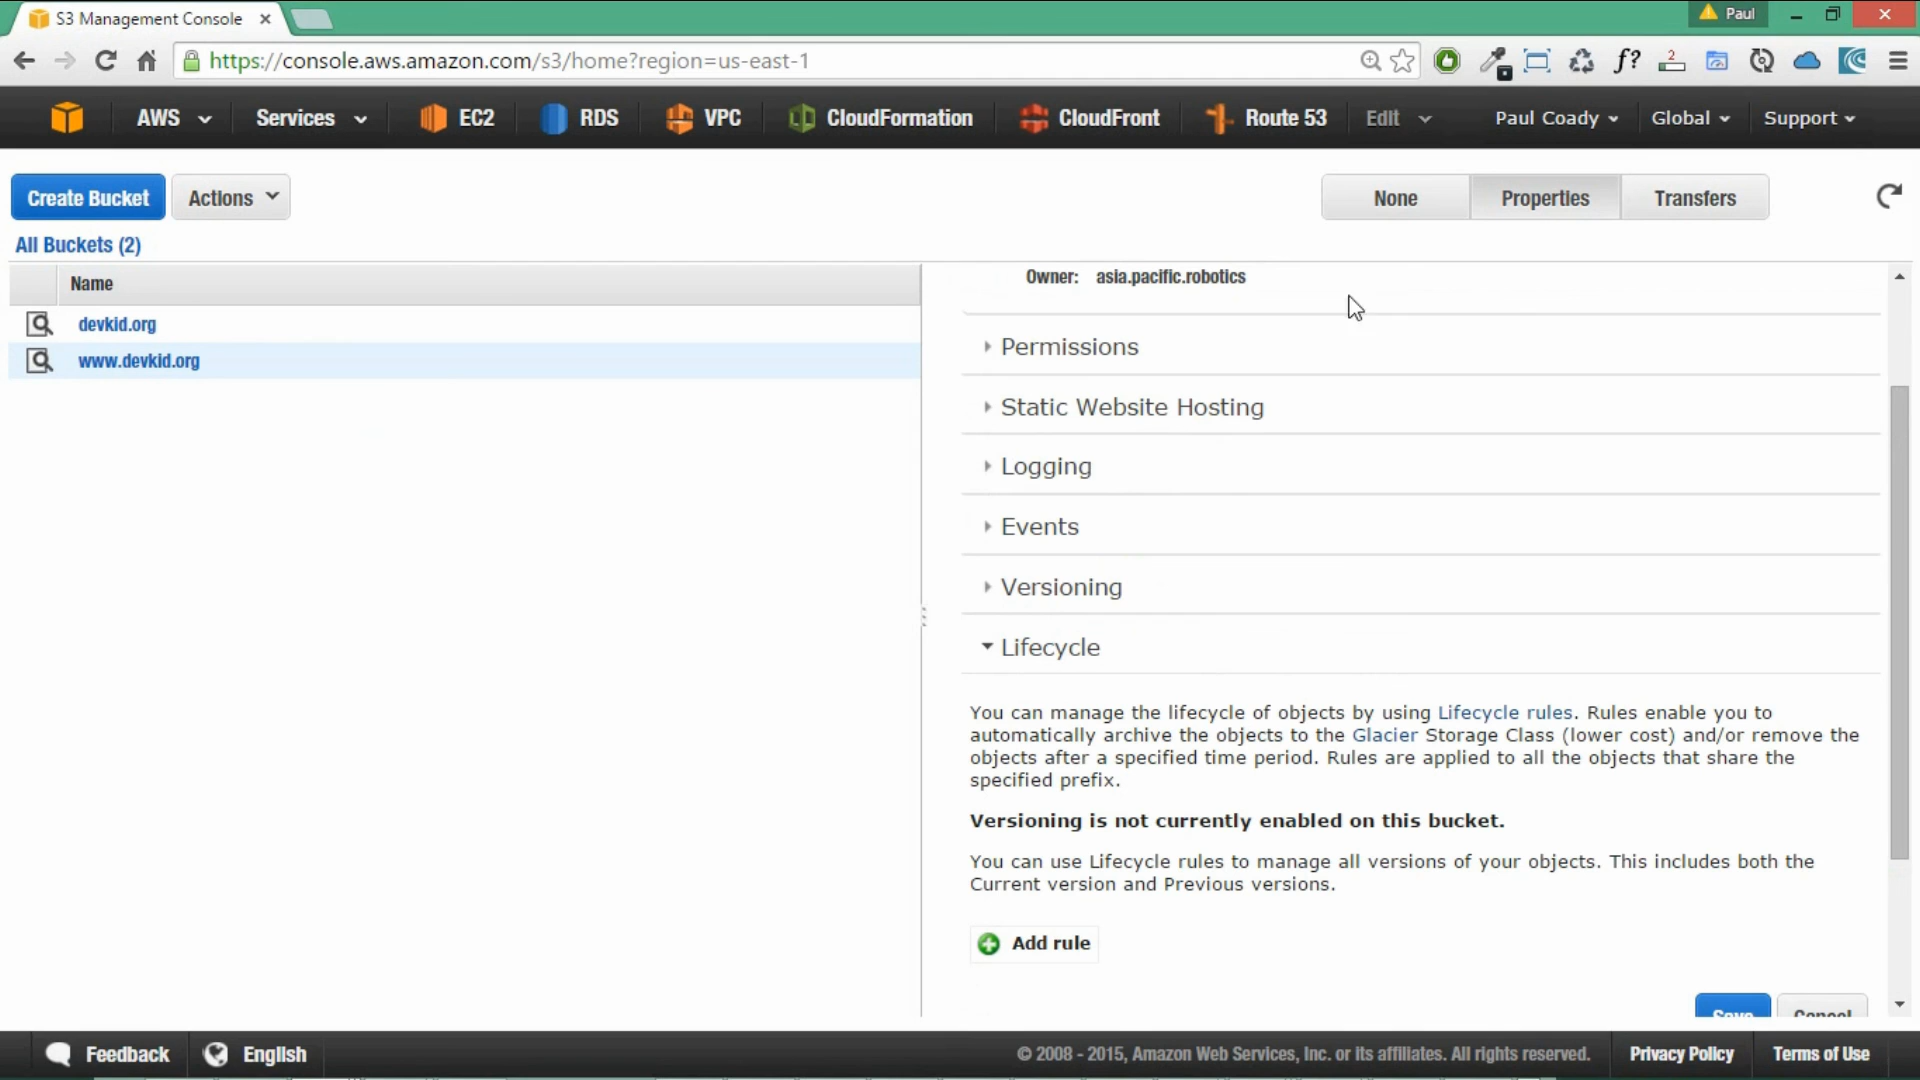 S3 Management Console
Paul
https://console.aws.amazon.com/s3/home?region=us-east-1
f?
2
AWS
Services
EC2
RDS
VPC
CloudFormation
CloudFront
Route 53
Edit
Paul Coady
Global
Support
Create Bucket
Actions
None
Properties
Transfers
All Buckets (2)
Name
devkid.org
www.devkid.org
Owner: asia.pacific.robotics
Permissions
Static Website Hosting
Logging
Events
Versioning
Lifecycle
You can manage the lifecycle of objects by using Lifecycle rules. Rules enable you to
automatically archive the objects to the Glacier Storage Class (lower cost) and/or remove the
objects after a specified time period. Rules are applied to all the objects that share the
specified prefix.
Versioning is not currently enabled on this bucket.
You can use Lifecycle rules to manage all versions of your objects. This includes both the
Current version and Previous versions.
Add rule
Save
Cancel
Feedback
English
© 2008 - 2015, Amazon Web Services, Inc. or its affiliates. All rights reserved.
Privacy Policy
Terms of Use